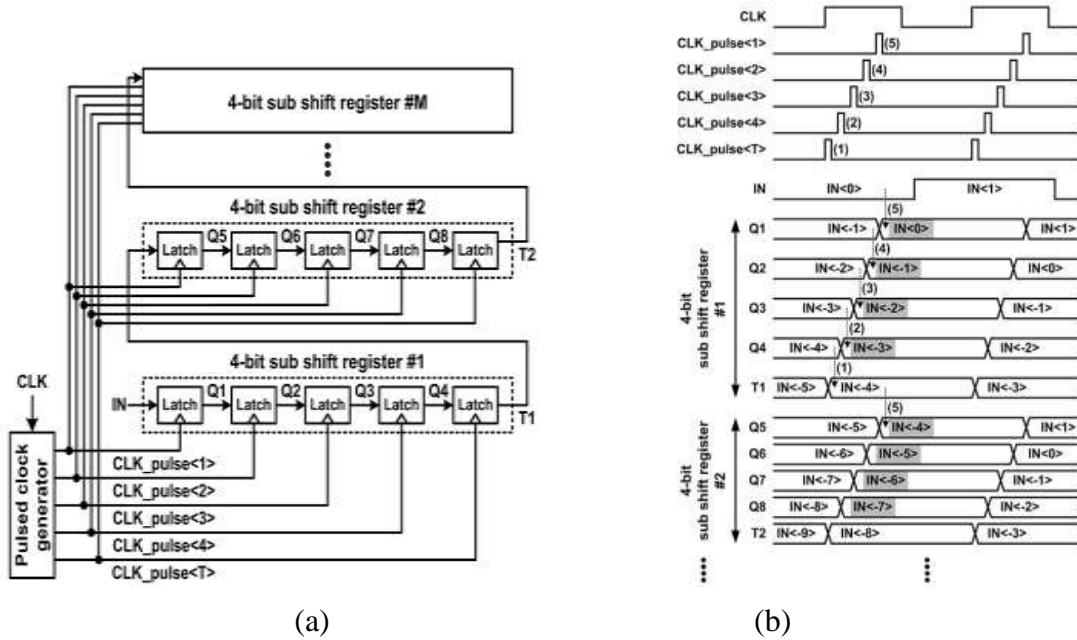 4-bit sub shift register #M
4-bit sub shift register #2
Q5 Q6 Q7 Q8
Latch Latch Latch Latch Latch
T2
4-bit sub shift register #1
CLK
Q1 Q2 Q3 Q4
IN Latch Latch Latch Latch Latch
T1
Pulsed clock
generator
CLK_pulse<1>
CLK_pulse<2>
CLK_pulse<3>
CLK_pulse<4>
CLK_pulse<T>
(a)
CLK
CLK_pulse<1> (5)
CLK_pulse<2> (4)
CLK_pulse<3> (3)
CLK_pulse<4> (2)
CLK_pulse<T> (1)
IN IN<0> IN<1>
(5)
Q1 IN<-1> IN<0> IN<1>
(4)
Q2 IN<-2> IN<-1> IN<0>
(3)
Q3 IN<-3> IN<-2> IN<-1>
(2)
Q4 IN<-4> IN<-3> IN<-2>
(1)
T1 IN<-5> IN<-4> IN<-3>
4-bit
sub shift register
#1
(5)
Q5 IN<-5> IN<-4> IN<1>
Q6 IN<-6> IN<-5> IN<0>
Q7 IN<-7> IN<-6> IN<-1>
Q8 IN<-8> IN<-7> IN<-2>
T2 IN<-9> IN<-8> IN<-3>
4-bit
sub shift register
#2
(b)